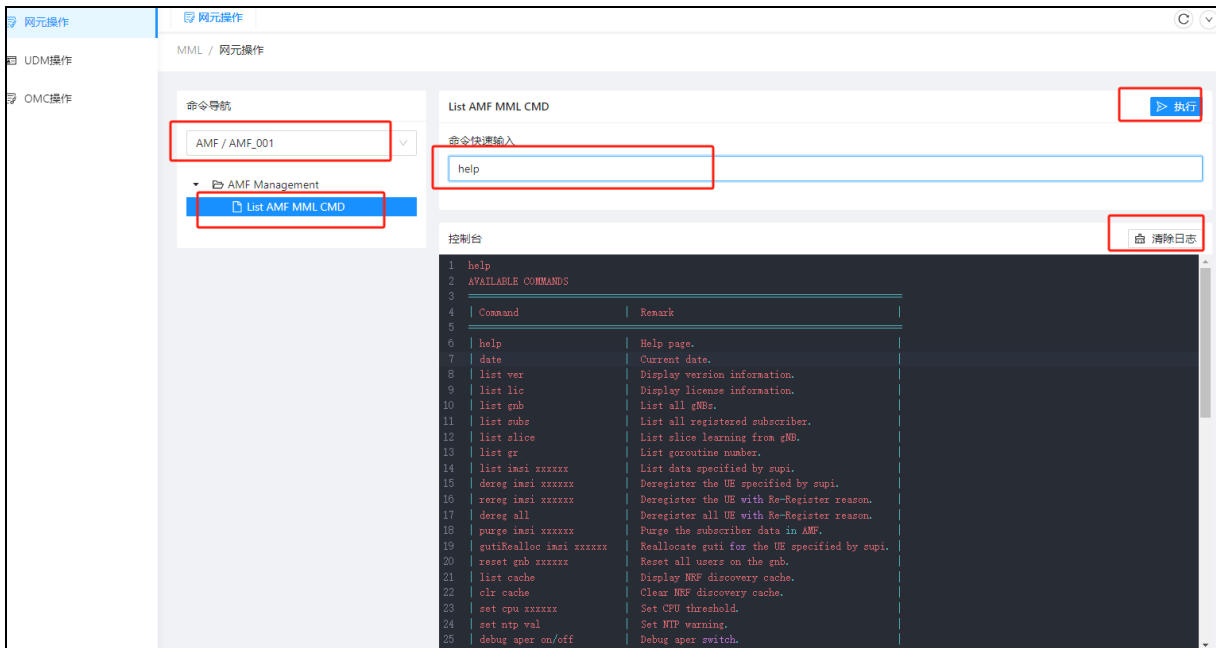 网元操作
UDM操作
OMC操作
网元操作
MML / 网元操作
命令导航
AMF / AMF_001
AMF Management
List AMF MML CMD
List AMF MML CMD
执行
命令快速输入
help
控制台
清除日志
1 help
2 AVAILABLE COMMANDS
3 ============================================================
4 | Command | Remark |
5 ============================================================
6 | help | Help page. |
7 | date | Current date. |
8 | list ver | Display version information. |
9 | list lic | Display license information. |
10 | list gnb | List all gNBs. |
11 | list subs | List all registered subscriber. |
12 | list slice | List slice learning from gNB. |
13 | list gr | List goroutine number. |
14 | list imsi xxxxxx | List data specified by supi. |
15 | dereg imsi xxxxxx | Deregister the UE specified by supi. |
16 | rereg imsi xxxxxx | Deregister the UE with Re-Register reason. |
17 | dereg all | Deregister all UE with Re-Register reason. |
18 | purge imsi xxxxxx | Purge the subscriber data in AMF. |
19 | gutiRealloc imsi xxxxxx | Reallocate guti for the UE specified by supi. |
20 | reset gnb xxxxxx | Reset all users on the gnb. |
21 | list cache | Display NRF discovery cache. |
22 | clr cache | Clear NRF discovery cache. |
23 | set cpu xxxxxx | Set CPU threshold. |
24 | set ntp val | Set NTP warning. |
25 | debug aper on/off | Debug aper switch. |